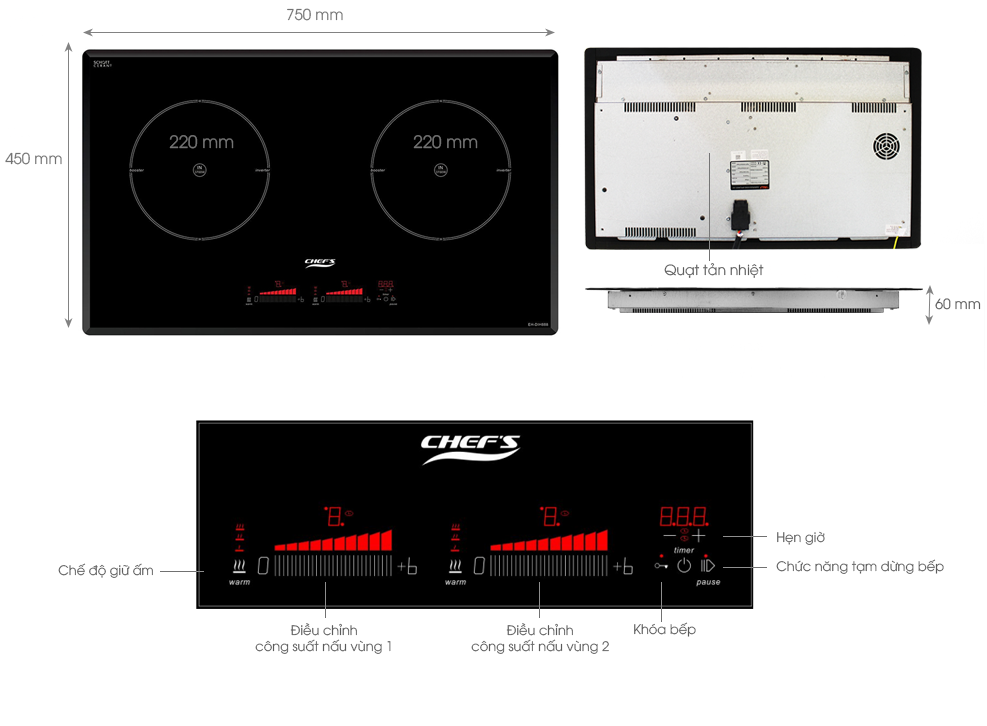 750 mm
SCHOTT
CERAN®
450 mm
220 mm
220 mm
booster
inverter
booster
inverter
CHEF'S
EH-DIH888
Quạt tản nhiệt
60 mm
CHEF'S
8.
8.
8.8.8.
− +
timer
Hẹn giờ
Chế độ giữ ấm
warm
0
+b
warm
0
+b
pause
Chức năng tạm dừng bếp
Điều chỉnh
công suất nấu vùng 1
Điều chỉnh
công suất nấu vùng 2
Khóa bếp